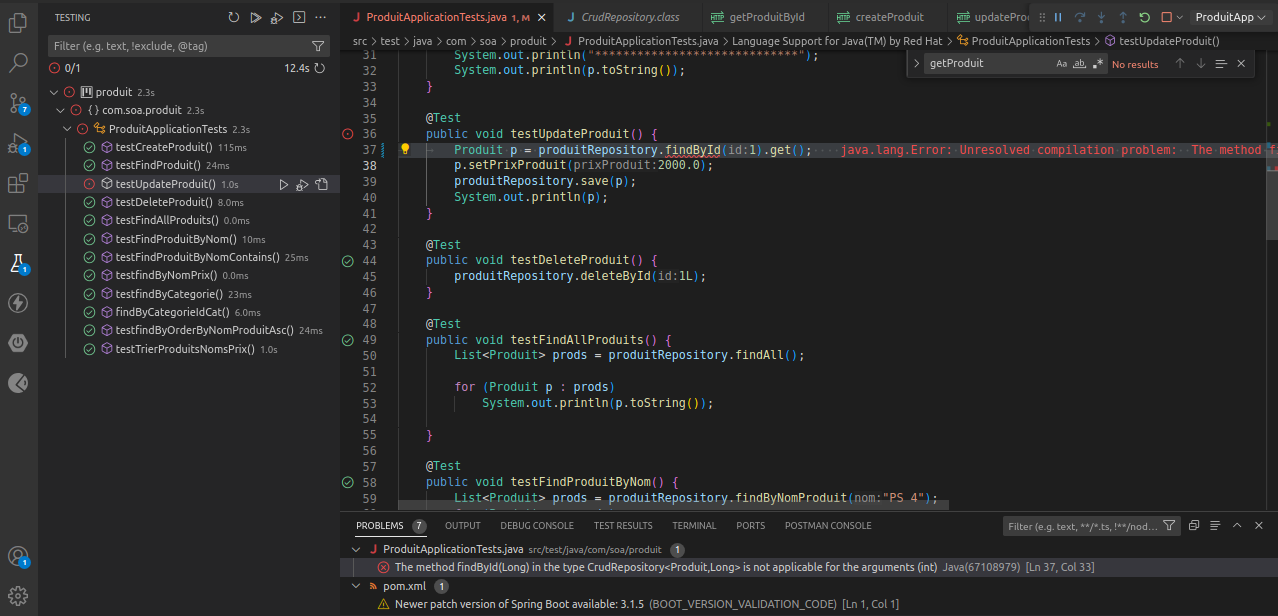 TESTING
Filter (e.g. text, !exclude, @tag)
0/1
12.4s
produit 2.3s
{} com.soa.produit 2.3s
ProduitApplicationTests 2.3s
testCreateProduit() 115ms
testFindProduit() 24ms
testUpdateProduit() 1.0s
testDeleteProduit() 8.0ms
testFindAllProduits() 0.0ms
testFindProduitByNom() 10ms
testFindProduitByNomContains() 25ms
testfindByNomPrix() 0.0ms
testfindByCategorie() 23ms
findByCategorieIdCat() 6.0ms
testfindByOrderByNomProduitAsc() 24ms
testTrierProduitsNomsPrix() 1.0s
7
1
1
1
J ProduitApplicationTests.java 1, M
J CrudRepository.class
HTTP getProduitById
HTTP createProduit
HTTP updateProd
ProduitApp
src > test > java > com > soa > produit > J ProduitApplicationTests.java > Language Support for Java(TM) by Red Hat > ProduitApplicationTests > testUpdateProduit()
getProduit
Aa ab .*
No results
31 System.out.println("*****************************");
32 System.out.println(p.toString());
33 }
34
35 @Test
36 public void testUpdateProduit() {
37 Produit p = produitRepository.findById(id:1).get(); java.lang.Error: Unresolved compilation problem: The method f
38 p.setPrixProduit(prixProduit:2000.0);
39 produitRepository.save(p);
40 System.out.println(p);
41 }
42
43 @Test
44 public void testDeleteProduit() {
45 produitRepository.deleteById(id:1L);
46 }
47
48 @Test
49 public void testFindAllProduits() {
50 List<Produit> prods = produitRepository.findAll();
51
52 for (Produit p : prods)
53 System.out.println(p.toString());
54
55 }
56
57 @Test
58 public void testFindProduitByNom() {
59 List<Produit> prods = produitRepository.findByNomProduit(nom:"PS 4");
PROBLEMS 7
OUTPUT
DEBUG CONSOLE
TEST RESULTS
TERMINAL
PORTS
POSTMAN CONSOLE
Filter (e.g. text, **/*.ts, !**/nod...
J ProduitApplicationTests.java src/test/java/com/soa/produit 1
The method findById(Long) in the type CrudRepository<Produit,Long> is not applicable for the arguments (int) Java(67108979) [Ln 37, Col 33]
pom.xml 1
Newer patch version of Spring Boot available: 3.1.5 (BOOT_VERSION_VALIDATION_CODE) [Ln 1, Col 1]